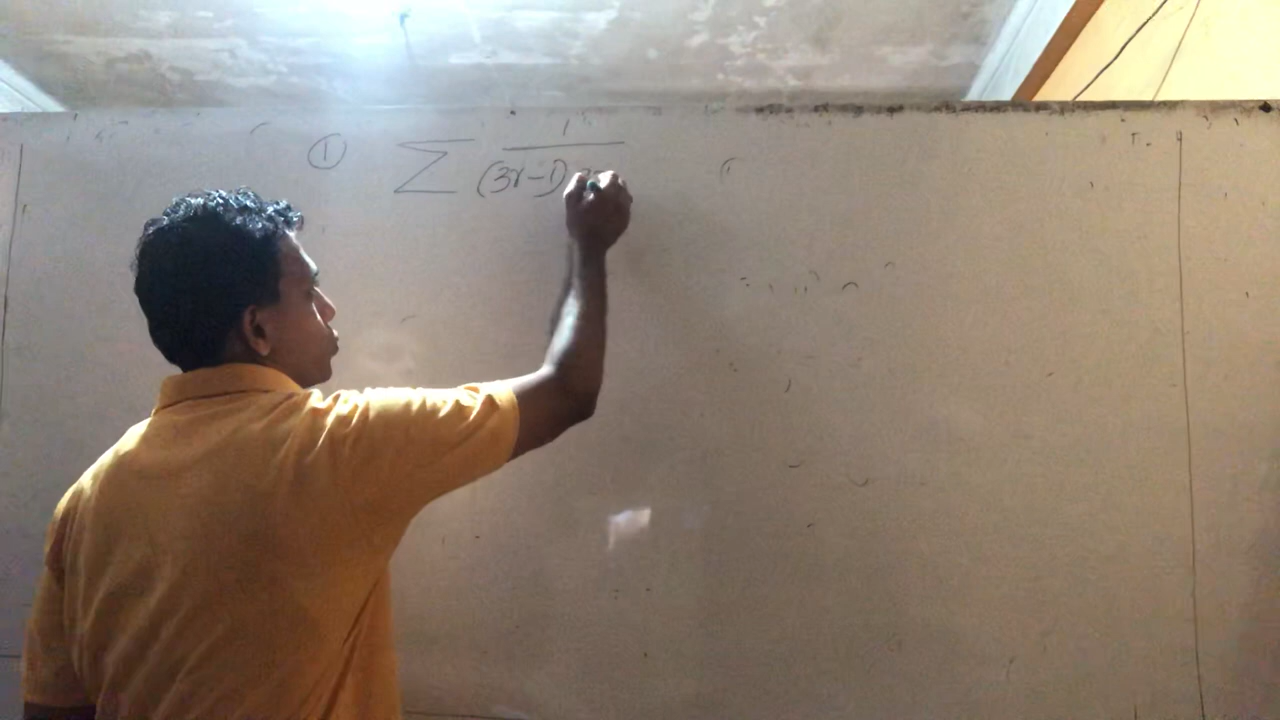 ① ∑ 1/(3r-1)